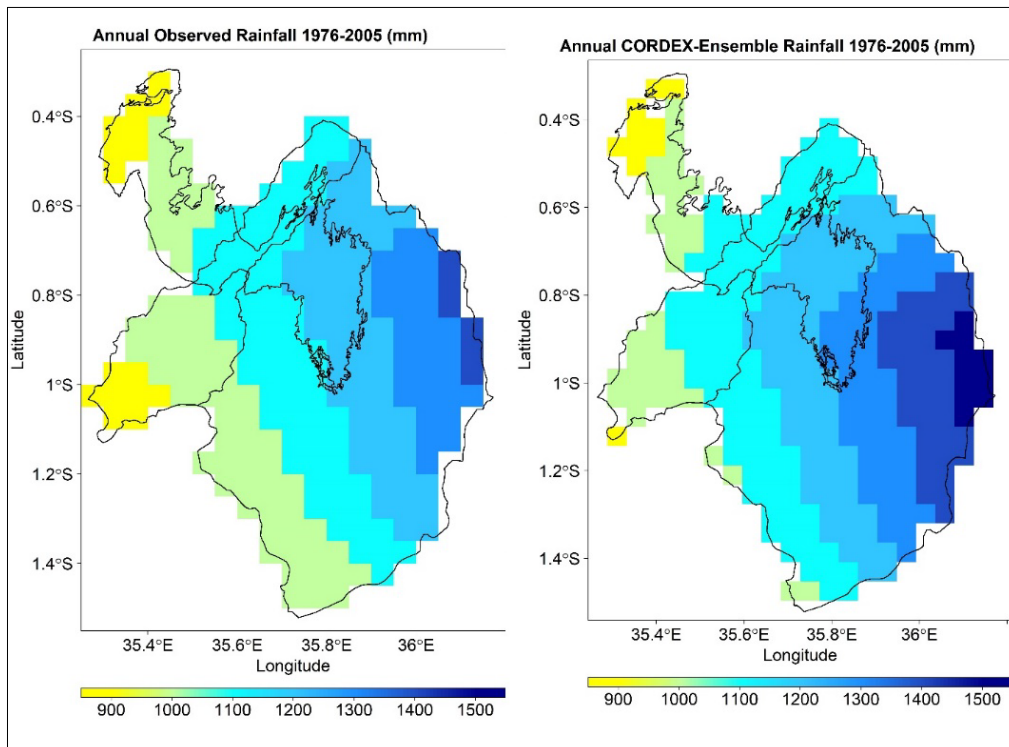 Annual Observed Rainfall 1976-2005 (mm)
0.4°S
0.6°S
0.8°S
1°S
1.2°S
1.4°S
Latitude
35.4°E 35.6°E 35.8°E 36°E
Longitude
900 1000 1100 1200 1300 1400 1500
Annual CORDEX-Ensemble Rainfall 1976-2005 (mm)
0.4°S
0.6°S
0.8°S
1°S
1.2°S
1.4°S
Latitude
35.4°E 35.6°E 35.8°E 36°E
Longitude
900 1000 1100 1200 1300 1400 1500